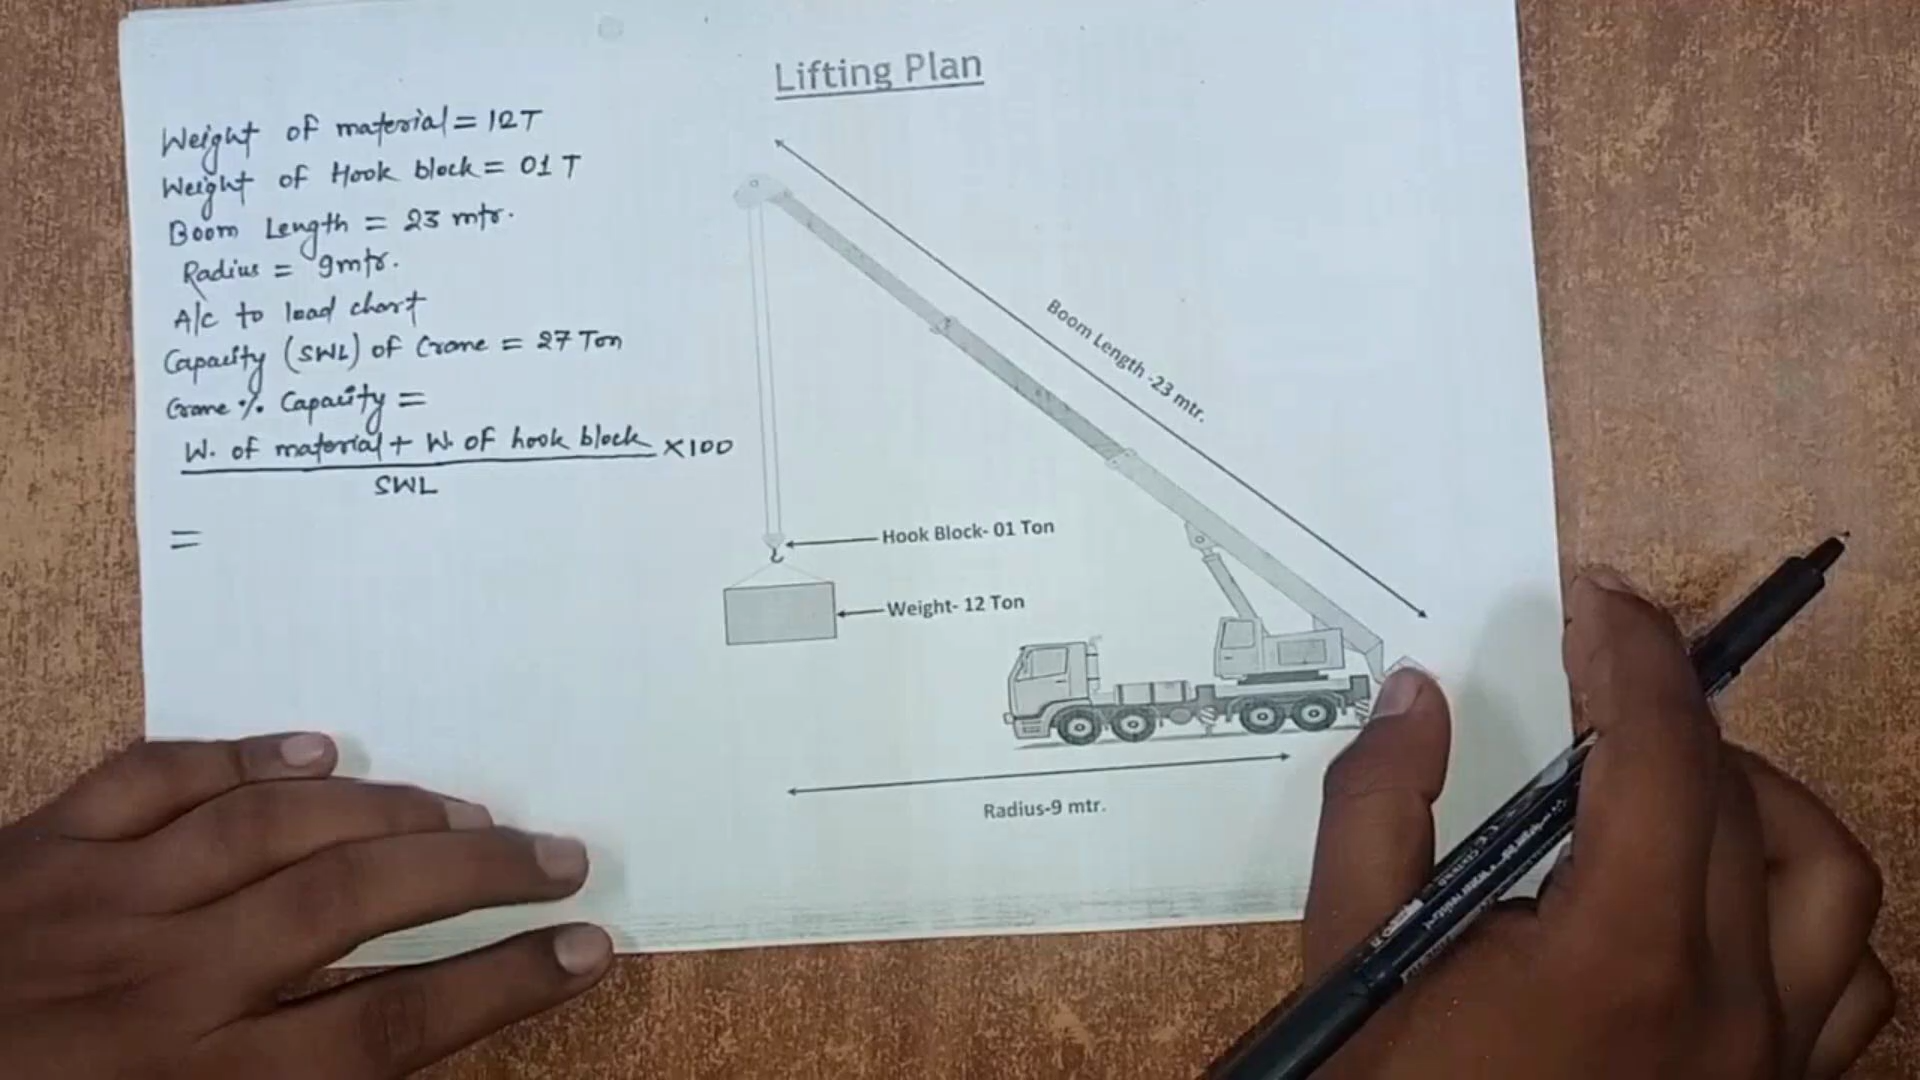 Lifting Plan
Weight of material = 12T
Weight of Hook block = 01 T
Boom Length = 23 mtr.
Radius = 9mtr.
A/c to load chart
Capacity (SWL) of Crane = 27 Ton
Crane % Capacity =
W. of material + W. of hook block ×100
SWL
=
Boom Length -23 mtr.
Hook Block- 01 Ton
Weight- 12 Ton
Radius-9 mtr.